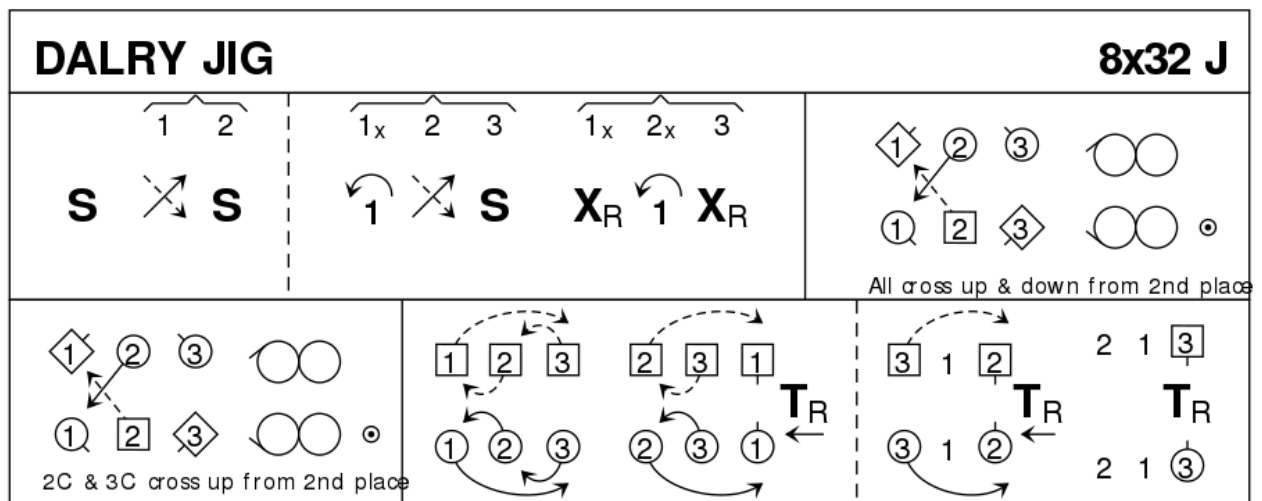 DALRY JIG 8x32 J
1 2 1x 2 3 1x 2x 3
S S 1 S XR 1 XR
1 2 3
1 2 3
All cross up & down from 2nd place
1 2 3
1 2 3
2C & 3C cross up from 2nd place
1 2 3 2 3 1 3 1 2 2 1 3
TR TR TR
1 2 3 2 3 1 3 1 2 2 1 3